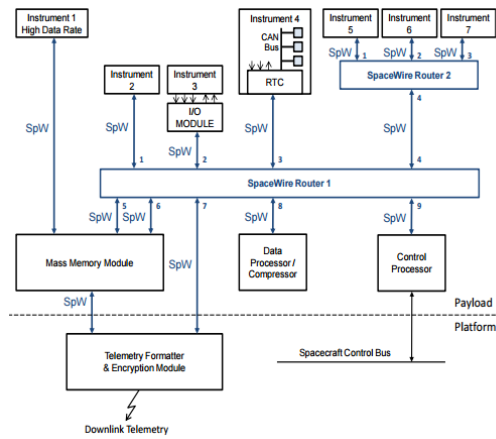 Instrument 1
High Data Rate
Instrument 4
CAN
Bus
RTC
Instrument
5
Instrument
6
Instrument
7
SpW
1
SpW
2
SpW
3
SpaceWire Router 2
4
Instrument
2
Instrument
3
I/O
MODULE
SpW
SpW
SpW
SpW
SpW
1
2
3
4
SpaceWire Router 1
5
6
7
8
9
SpW
SpW
SpW
SpW
SpW
Mass Memory Module
Data
Processor /
Compressor
Control
Processor
SpW
Payload
Platform
Telemetry Formatter
& Encryption Module
Spacecraft Control Bus
Downlink Telemetry